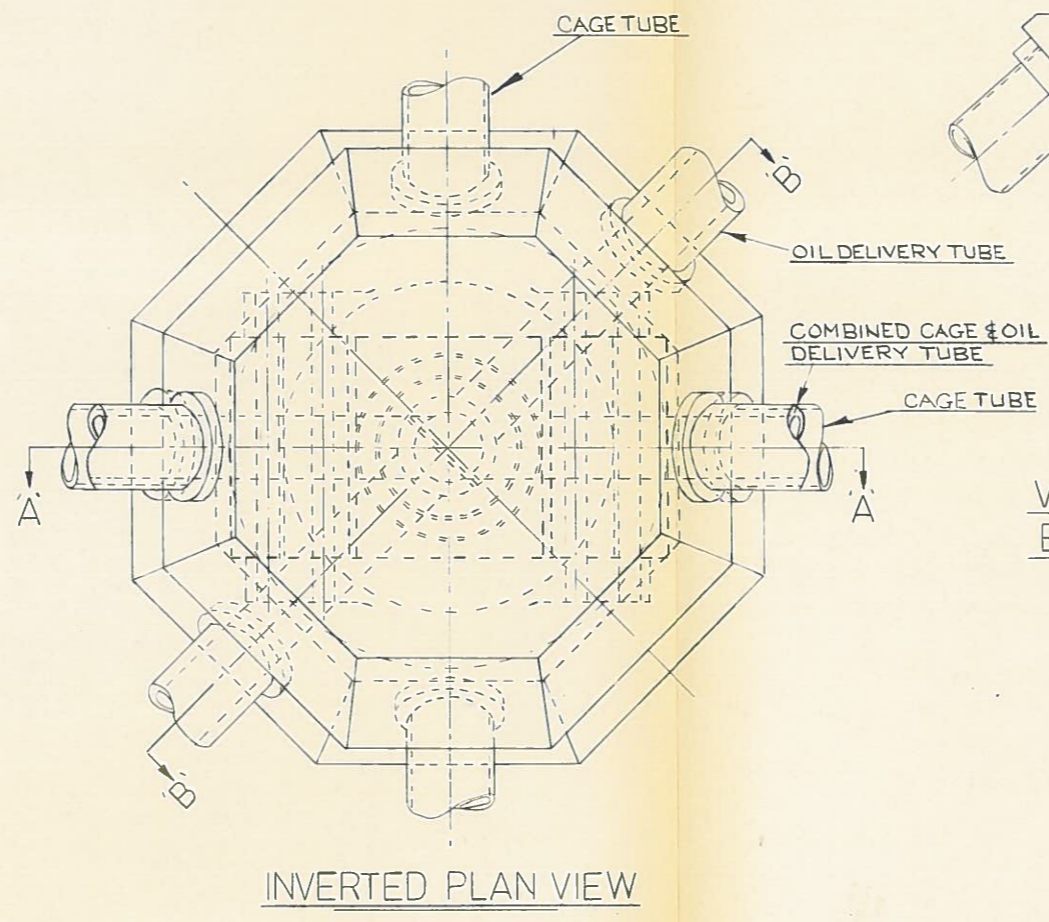 CAGE TUBE
'B'
OIL DELIVERY TUBE
COMBINED CAGE & OIL
DELIVERY TUBE
CAGE TUBE
'A'
'A'
V
E
'B'
INVERTED PLAN VIEW